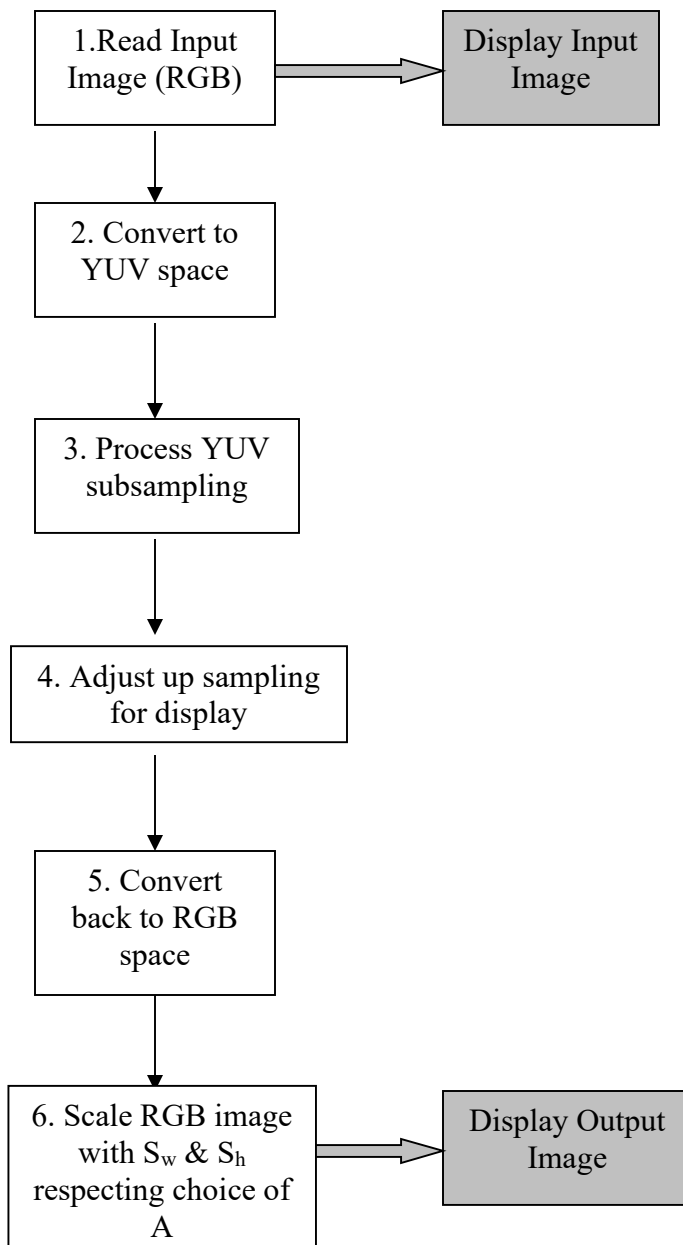 1.Read Input
Image (RGB)
Display Input
Image
2. Convert to
YUV space
3. Process YUV
subsampling
4. Adjust up sampling
for display
5. Convert
back to RGB
space
6. Scale RGB image
with Sw & Sh
respecting choice of
A
Display Output
Image